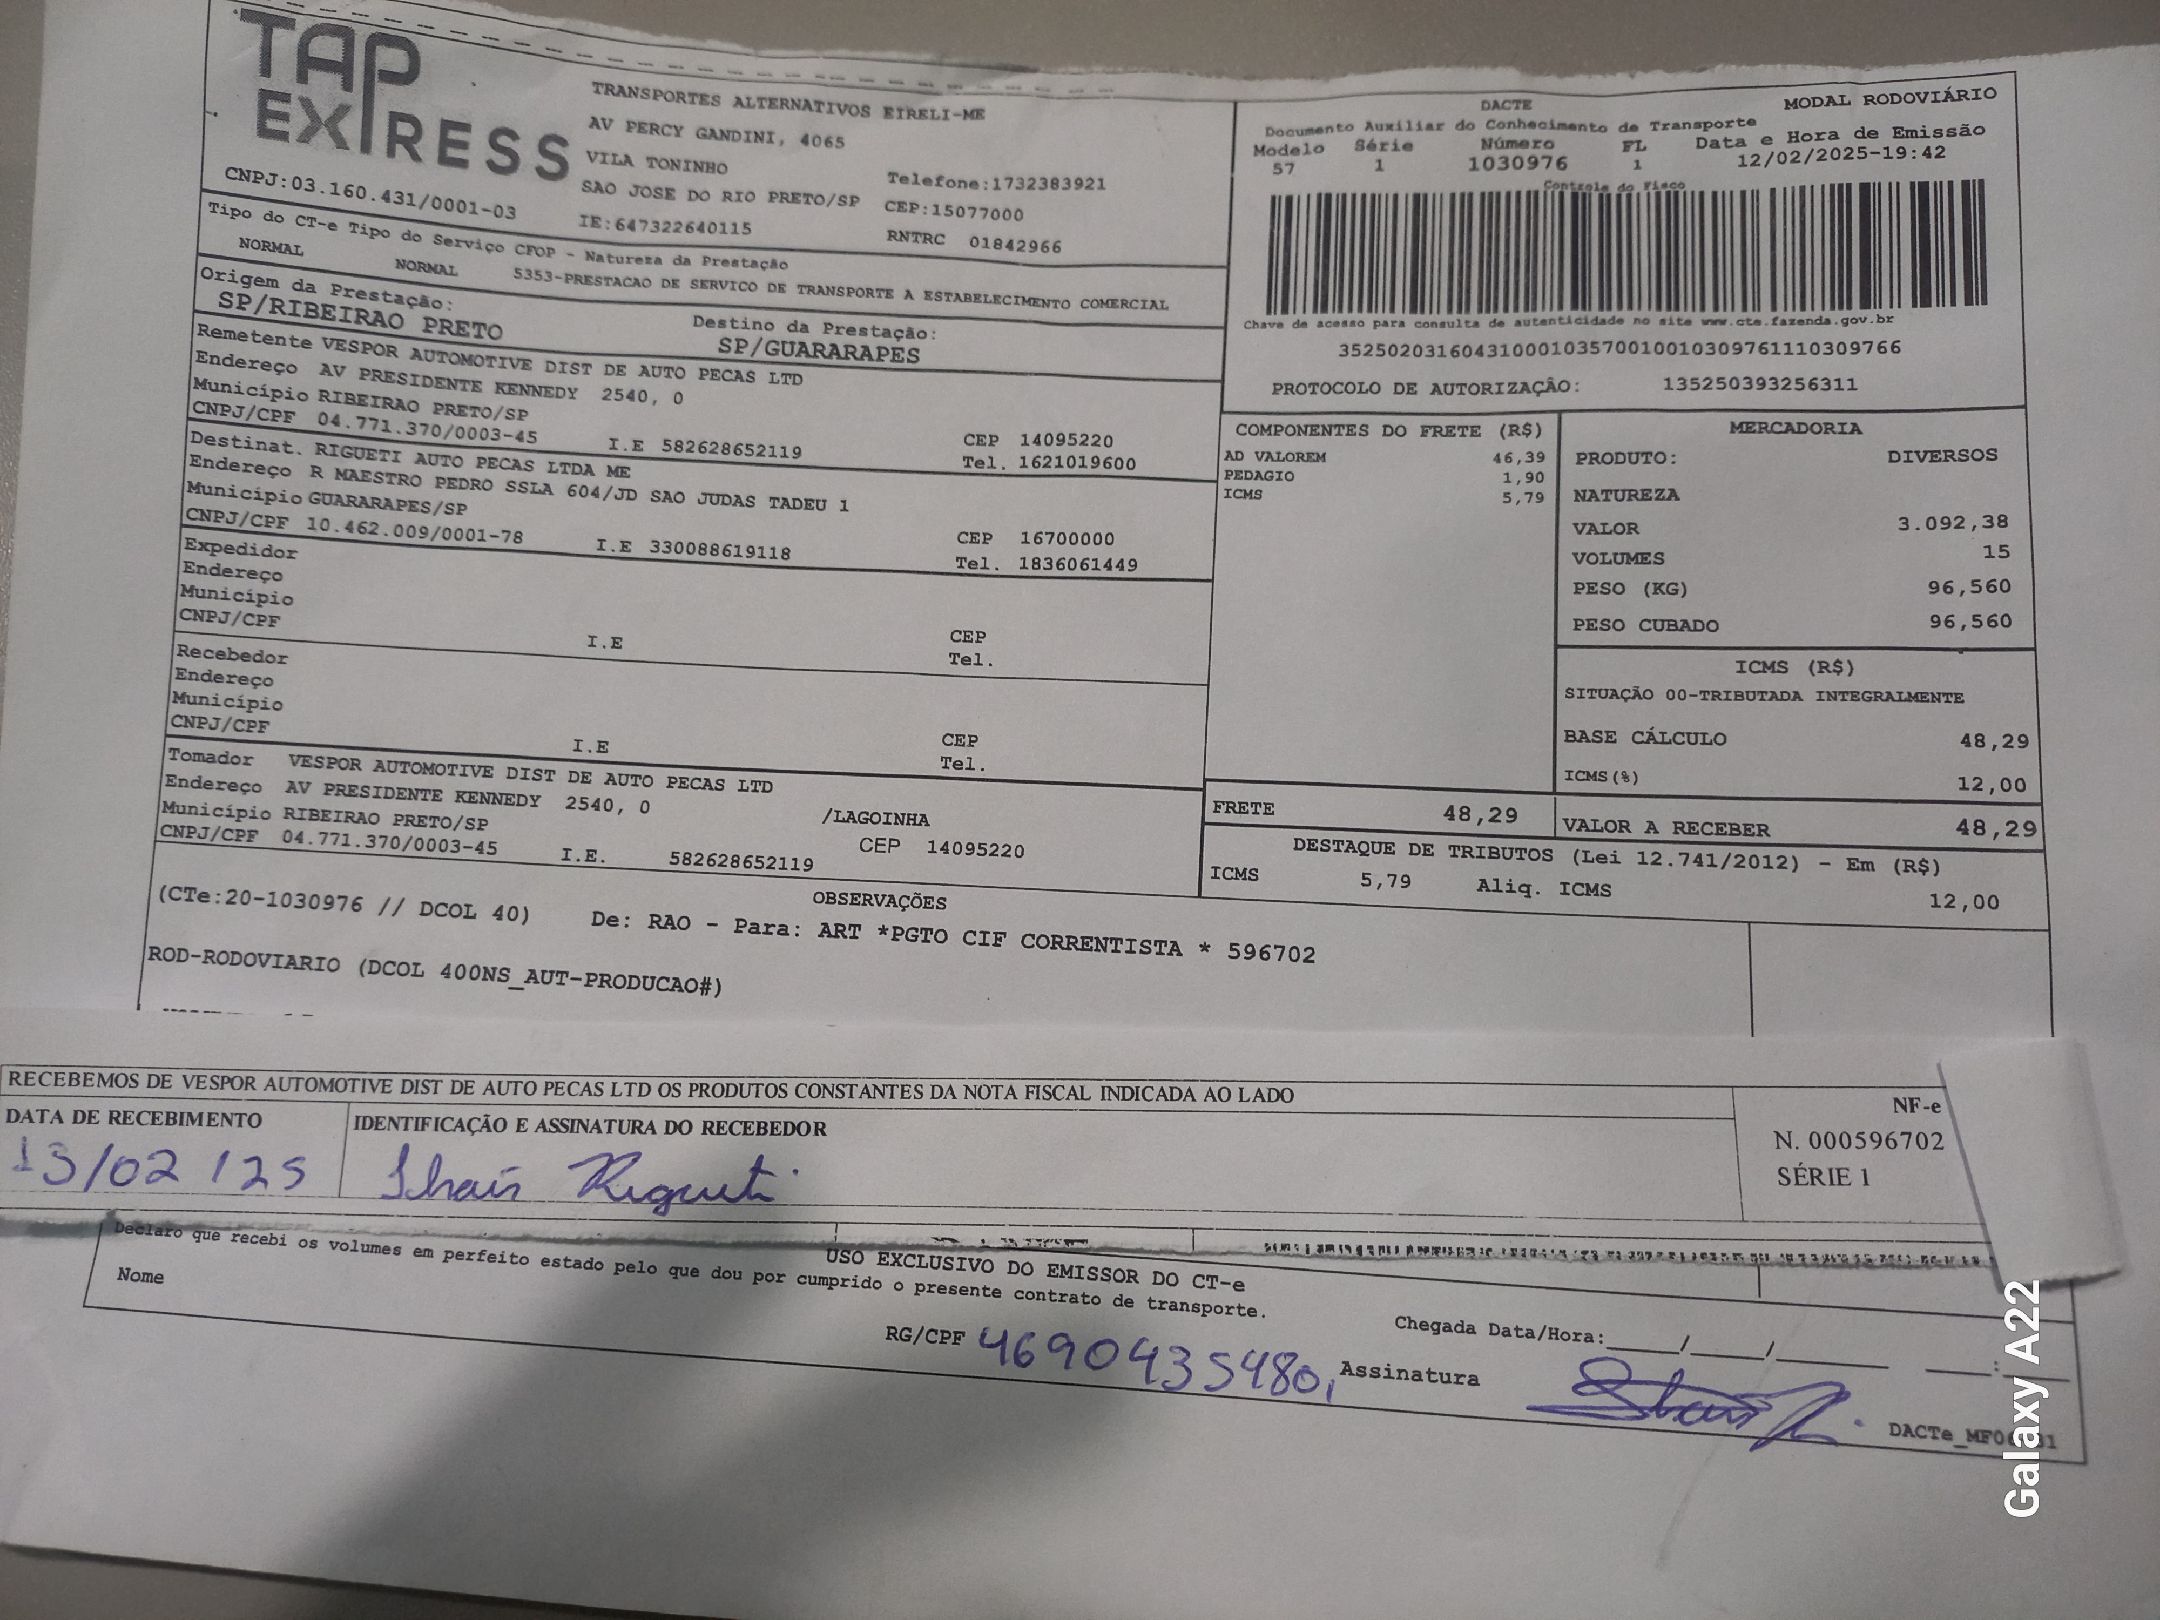 TAP
EXPRESS
TRANSPORTES ALTERNATIVOS EIRELI-ME
AV PERCY GANDINI, 4065
VILA TONINHO
Telefone:1732383921
SAO JOSE DO RIO PRETO/SP CEP:15077000
CNPJ:03.160.431/0001-03 IE:647322640115 RNTRC 01842966
Tipo do CT-e Tipo do Serviço CFOP - Natureza da Prestação
NORMAL NORMAL 5353-PRESTACAO DE SERVICO DE TRANSPORTE A ESTABELECIMENTO COMERCIAL
Origem da Prestação: Destino da Prestação:
SP/RIBEIRAO PRETO SP/GUARARAPES
Remetente VESPOR AUTOMOTIVE DIST DE AUTO PECAS LTD
Endereço AV PRESIDENTE KENNEDY 2540, 0
Município RIBEIRAO PRETO/SP CEP 14095220
CNPJ/CPF 04.771.370/0003-45 I.E 582628652119 Tel. 1621019600
Destinat. RIGUETI AUTO PECAS LTDA ME
Endereço R MAESTRO PEDRO SSLA 604/JD SAO JUDAS TADEU 1
Município GUARARAPES/SP CEP 16700000
CNPJ/CPF 10.462.009/0001-78 I.E 330088619118 Tel. 1836061449
Expedidor
Endereço
Município CEP
CNPJ/CPF I.E Tel.
Recebedor
Endereço
Município CEP
CNPJ/CPF I.E Tel.
Tomador VESPOR AUTOMOTIVE DIST DE AUTO PECAS LTD
Endereço AV PRESIDENTE KENNEDY 2540, 0 /LAGOINHA
Município RIBEIRAO PRETO/SP CEP 14095220
CNPJ/CPF 04.771.370/0003-45 I.E. 582628652119
DACTE MODAL RODOVIÁRIO
Documento Auxiliar do Conhecimento de Transporte
Modelo Série Número FL Data e Hora de Emissão
57 1 1030976 1 12/02/2025-19:42
Controle do Fisco
Chave de acesso para consulta de autenticidade no site www.cte.fazenda.gov.br
35250203160431000103570010010309761110309766
PROTOCOLO DE AUTORIZAÇÃO: 135250393256311
COMPONENTES DO FRETE (R$)
AD VALOREM 46,39
PEDAGIO 1,90
ICMS 5,79
MERCADORIA
PRODUTO: DIVERSOS
NATUREZA
VALOR 3.092,38
VOLUMES 15
PESO (KG) 96,560
PESO CUBADO 96,560
ICMS (R$)
SITUAÇÃO 00-TRIBUTADA INTEGRALMENTE
BASE CÁLCULO 48,29
ICMS(%) 12,00
FRETE 48,29 VALOR A RECEBER 48,29
DESTAQUE DE TRIBUTOS (Lei 12.741/2012) - Em (R$)
ICMS 5,79 Aliq. ICMS 12,00
OBSERVAÇÕES
(CTe:20-1030976 // DCOL 40) De: RAO - Para: ART *PGTO CIF CORRENTISTA * 596702
ROD-RODOVIARIO (DCOL 400NS_AUT-PRODUCAO#)
RECEBEMOS DE VESPOR AUTOMOTIVE DIST DE AUTO PECAS LTD OS PRODUTOS CONSTANTES DA NOTA FISCAL INDICADA AO LADO
DATA DE RECEBIMENTO IDENTIFICAÇÃO E ASSINATURA DO RECEBEDOR
13/02/25 Thais Rigueti
NF-e
N. 000596702
SÉRIE 1
USO EXCLUSIVO DO EMISSOR DO CT-e
Declaro que recebi os volumes em perfeito estado pelo que dou por cumprido o presente contrato de transporte.
Nome RG/CPF 4690435480, Chegada Data/Hora:____/____/______ ___:___
Assinatura
Galaxy A22